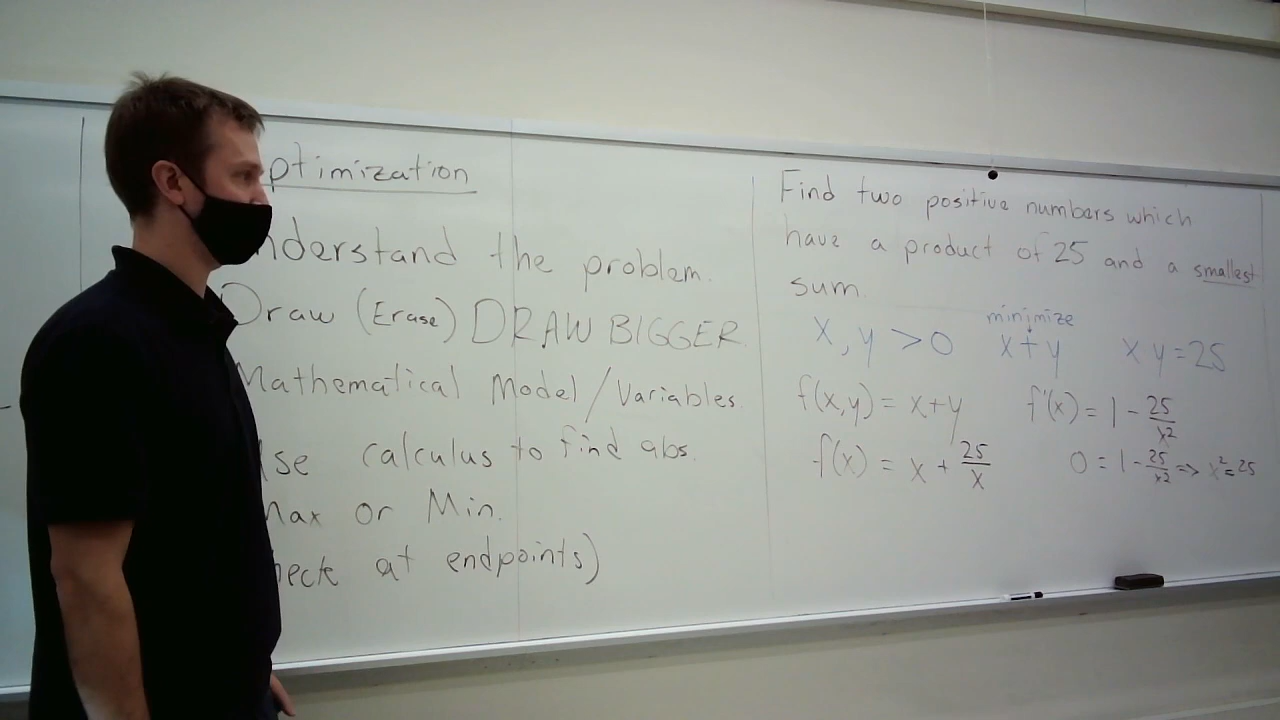 ptimization
nderstand the problem.
Draw (Erase) DRAW BIGGER
Mathematical Model/Variables.
se calculus to find abs.
max or Min.
heck at endpoints)
Find two positive numbers which
have a product of 25 and a smallest
sum.
minimize
x, y > 0 x+y xy=25
f(x,y) = x+y f'(x) = 1 - 25/x²
f(x) = x + 25/x 0 = 1 - 25/x² => x²=25